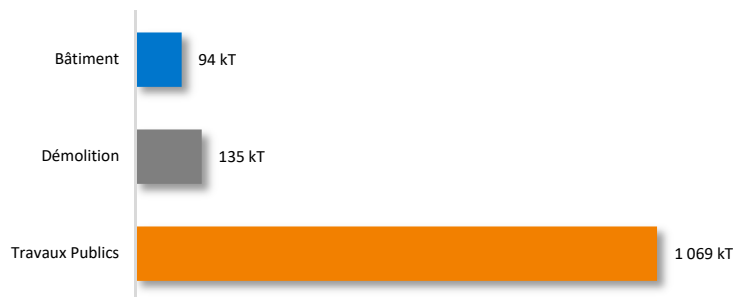 Bâtiment
94 kT
Démolition
135 kT
Travaux Publics
1 069 kT